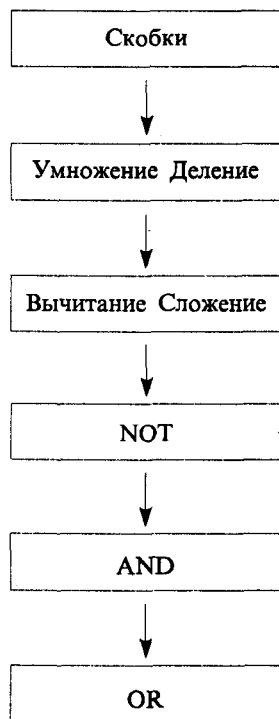 Скобки
Умножение Деление
Вычитание Сложение
NOT
AND
OR